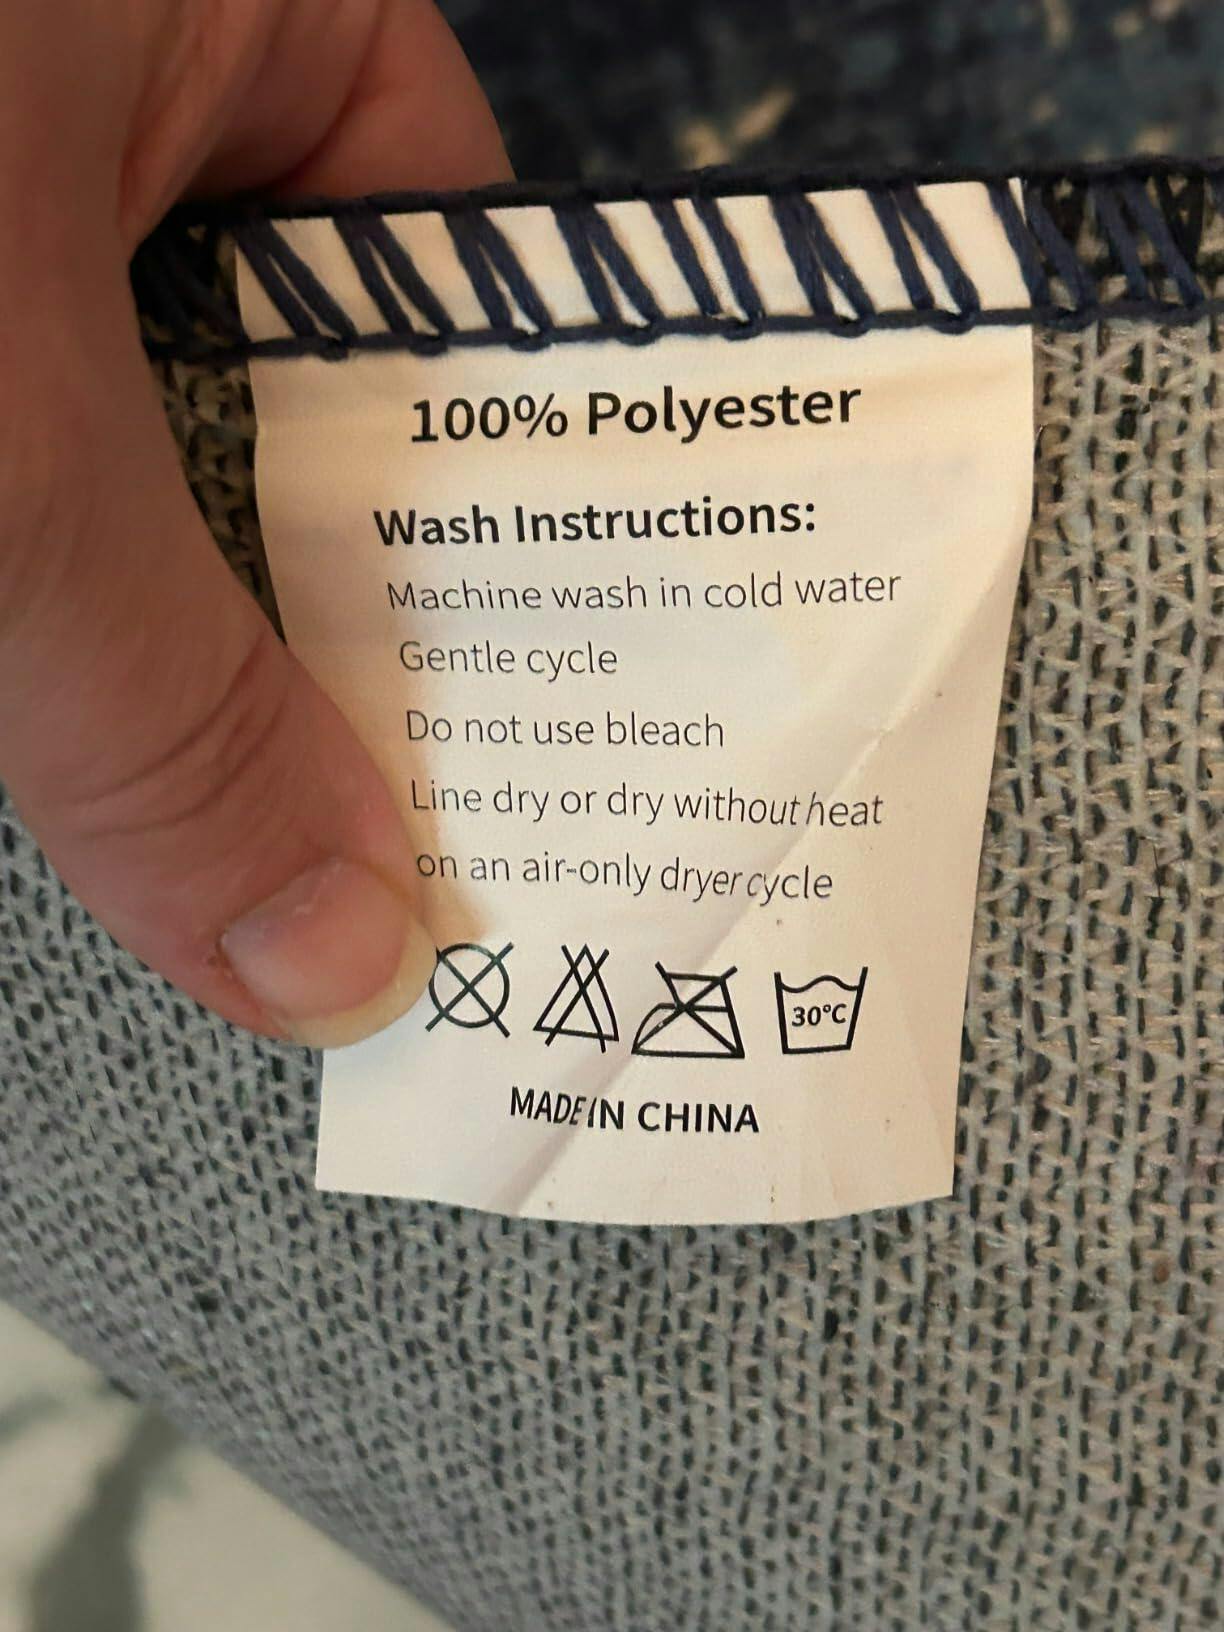 100% Polyester
Wash Instructions:
Machine wash in cold water
Gentle cycle
Do not use bleach
Line dry or dry without heat
on an air-only dryer cycle
30°C
MADE IN CHINA